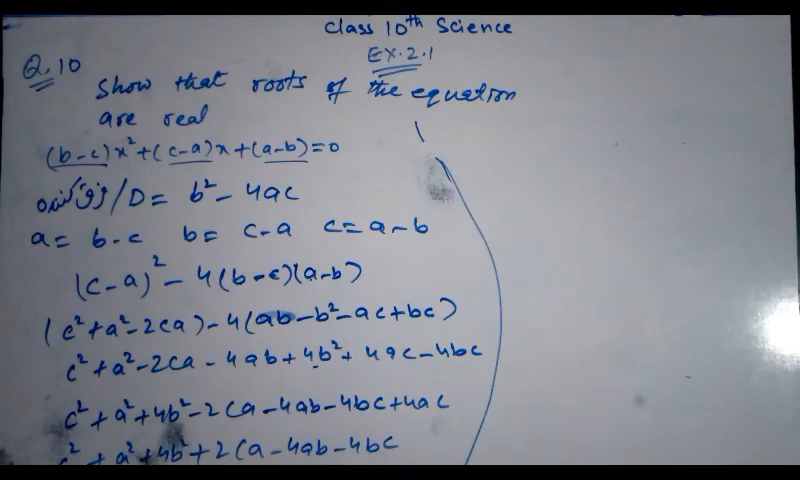 Class 10th Science
EX.2.1
Q.10
Show that roots of the equation
are real
(b-c)x²+(c-a)x+(a-b)=0
فرق کنندہ/D= b²-4ac
a= b-c b= c-a c=a-b
(c-a)²-4(b-c)(a-b)
(c²+a²-2ca)-4(ab-b²-ac+bc)
c²+a²-2ca-4ab+4b²+4ac-4bc
c²+a²+4b²-2ca-4ab-4bc+4ac
c²+a²+4b²+2ca-4ab-4bc